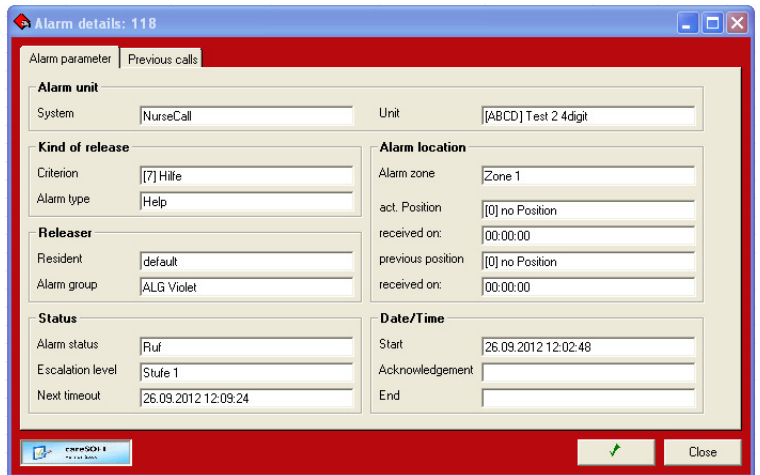 Alarm details: 118
Alarm parameter
Previous calls
Alarm unit
System
NurseCall
Unit
[ABCD] Test 2 4digit
Kind of release
Criterion
[7] Hilfe
Alarm type
Help
Releaser
Resident
default
Alarm group
ALG Violet
Status
Alarm status
Ruf
Escalation level
Stufe 1
Next timeout
26.09.2012 12:09:24
Alarm location
Alarm zone
Zone 1
act. Position
[0] no Position
received on:
00:00:00
previous position
[0] no Position
received on:
00:00:00
Date/Time
Start
26.09.2012 12:02:48
Acknowledgement
End
careSOFT
Close